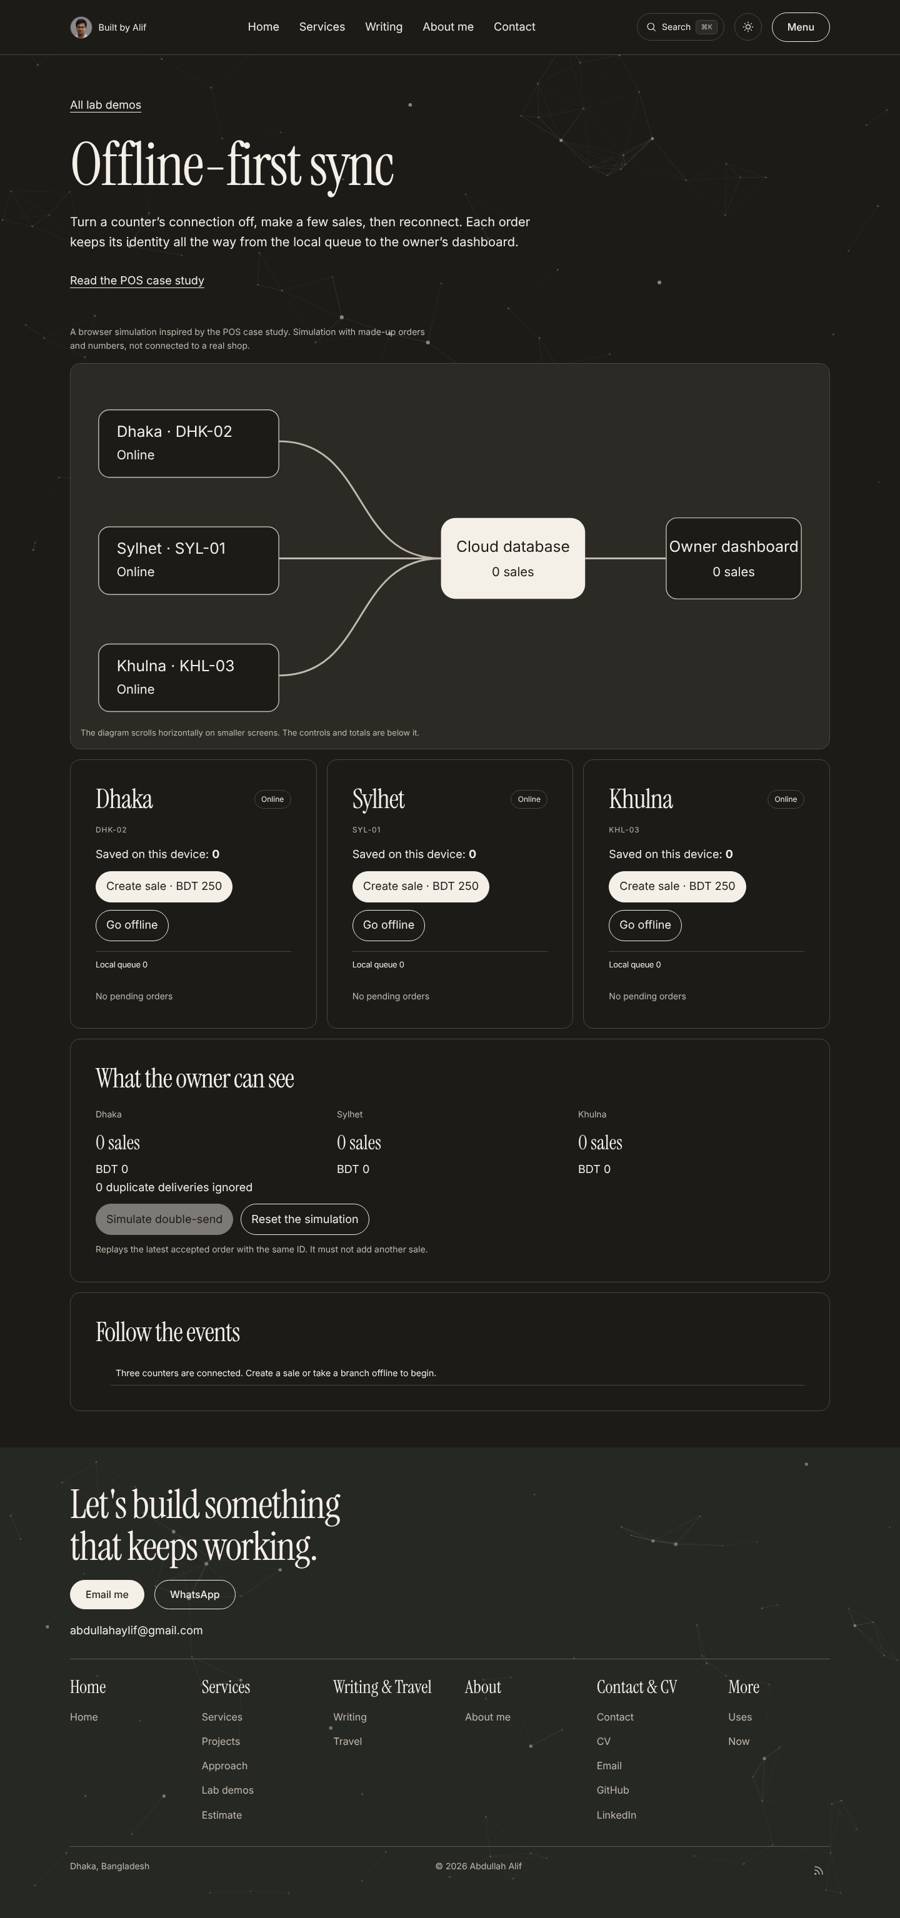 Built by Alif
Home
Services
Writing
About me
Contact
Search
⌘K
Menu
All lab demos
Offline-first sync
Turn a counter’s connection off, make a few sales, then reconnect. Each order
keeps its identity all the way from the local queue to the owner’s dashboard.
Read the POS case study
A browser simulation inspired by the POS case study. Simulation with made-up orders
and numbers, not connected to a real shop.
Dhaka · DHK-02
Online
Sylhet · SYL-01
Online
Khulna · KHL-03
Online
Cloud database
0 sales
Owner dashboard
0 sales
The diagram scrolls horizontally on smaller screens. The controls and totals are below it.
Dhaka
Online
DHK-02
Saved on this device: 0
Create sale · BDT 250
Go offline
Local queue 0
No pending orders
Sylhet
Online
SYL-01
Saved on this device: 0
Create sale · BDT 250
Go offline
Local queue 0
No pending orders
Khulna
Online
KHL-03
Saved on this device: 0
Create sale · BDT 250
Go offline
Local queue 0
No pending orders
What the owner can see
Dhaka
0 sales
BDT 0
Sylhet
0 sales
BDT 0
Khulna
0 sales
BDT 0
0 duplicate deliveries ignored
Simulate double-send
Reset the simulation
Replays the latest accepted order with the same ID. It must not add another sale.
Follow the events
Three counters are connected. Create a sale or take a branch offline to begin.
Let's build something
that keeps working.
Email me
WhatsApp
abdullahaylif@gmail.com
Home
Home
Services
Services
Projects
Approach
Lab demos
Estimate
Writing & Travel
Writing
Travel
About
About me
Contact & CV
Contact
CV
Email
GitHub
LinkedIn
More
Uses
Now
Dhaka, Bangladesh
© 2026 Abdullah Alif